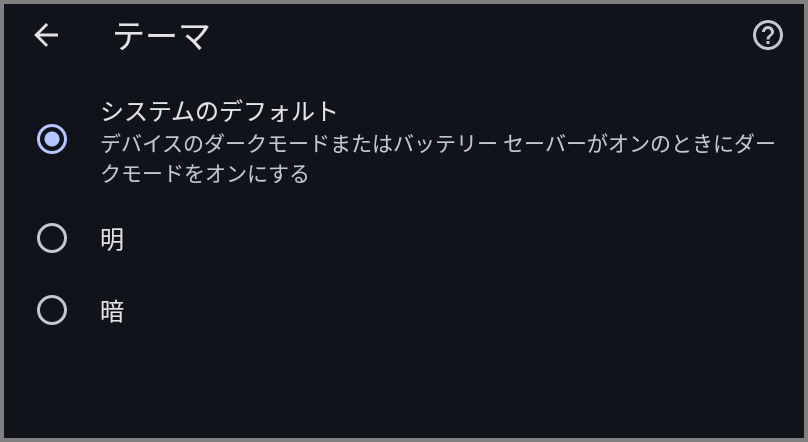 テーマ
システムのデフォルト
デバイスのダークモードまたはバッテリー セーバーがオンのときにダー
クモードをオンにする
明
暗